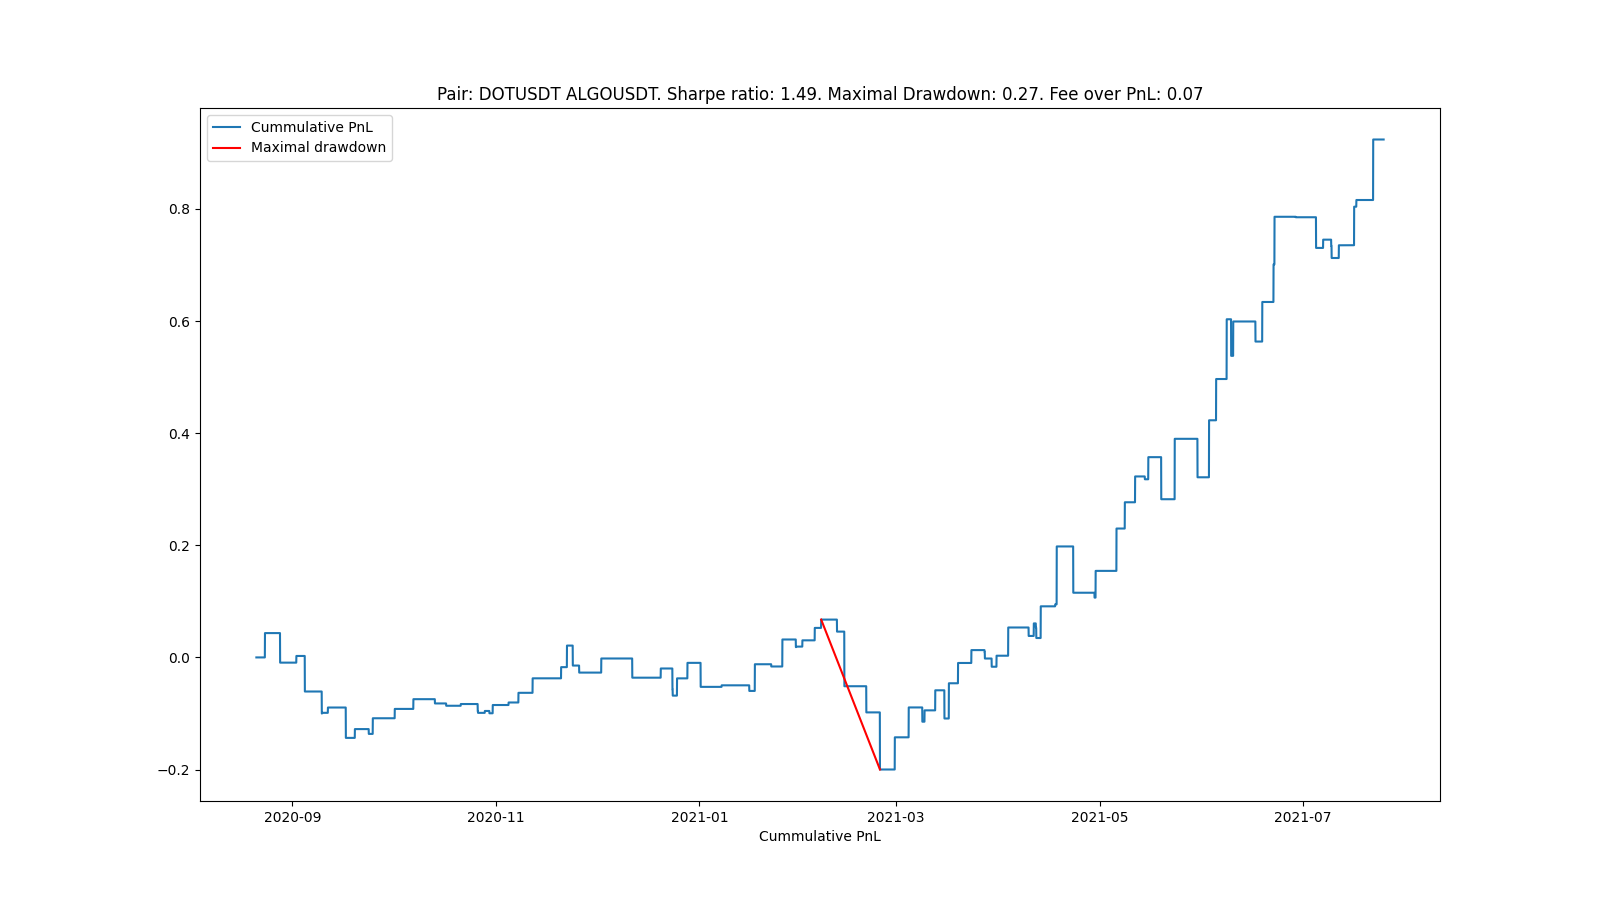 Pair: DOTUSDT ALGOUSDT. Sharpe ratio: 1.49. Maximal Drawdown: 0.27. Fee over PnL: 0.07
Cummulative PnL
Maximal drawdown
0.8
0.6
0.4
0.2
0.0
−0.2
2020-09 2020-11 2021-01 2021-03 2021-05 2021-07
Cummulative PnL